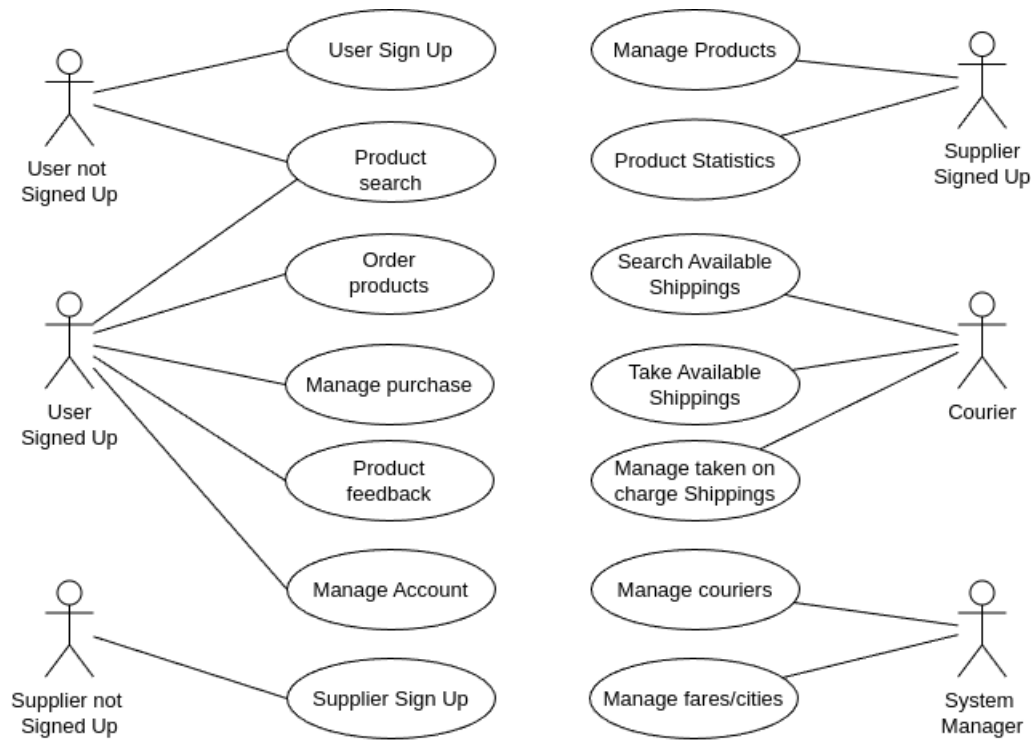 User Sign Up
Product
search
Order
products
Manage purchase
Product
feedback
Manage Account
Supplier Sign Up
User not
Signed Up
User
Signed Up
Supplier not
Signed Up
Manage Products
Product Statistics
Search Available
Shippings
Take Available
Shippings
Manage taken on
charge Shippings
Manage couriers
Manage fares/cities
Supplier
Signed Up
Courier
System
Manager